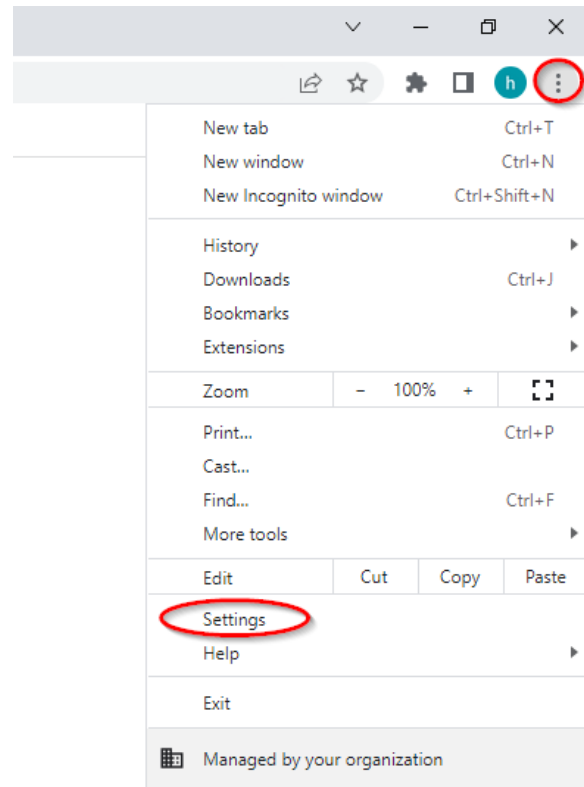 h
New tab Ctrl+T
New window Ctrl+N
New Incognito window Ctrl+Shift+N
History
Downloads Ctrl+J
Bookmarks
Extensions
Zoom - 100% +
Print... Ctrl+P
Cast...
Find... Ctrl+F
More tools
Edit Cut Copy Paste
Settings
Help
Exit
Managed by your organization